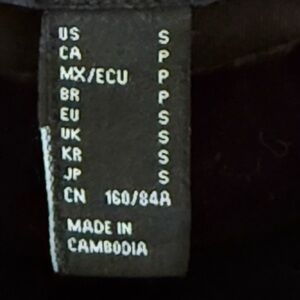 US S
CA P
MX/ECU P
BR P
EU S
UK S
KR S
JP S
CN 160/84A
MADE IN
CAMBODIA